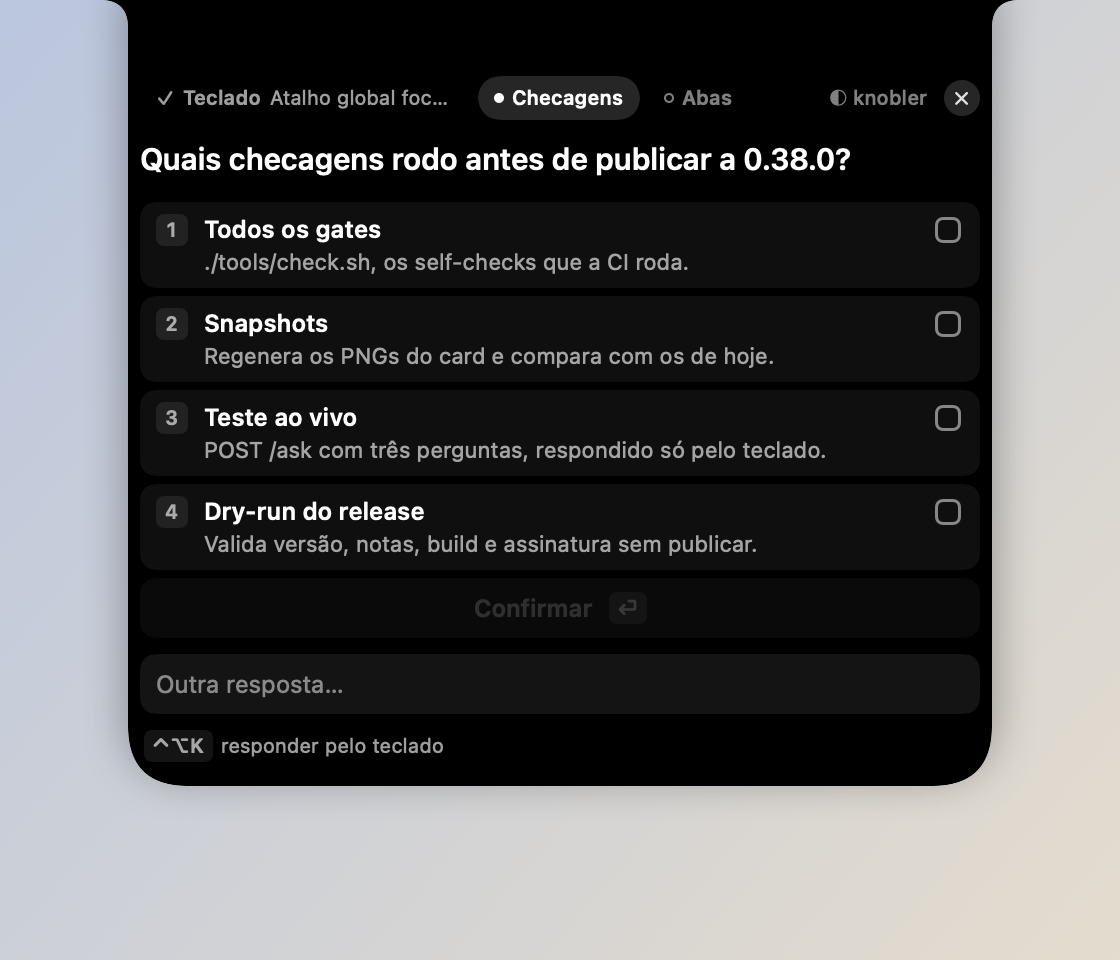 Teclado Atalho global foc... Checagens Abas knobler
Quais checagens rodo antes de publicar a 0.38.0?
1 Todos os gates
./tools/check.sh, os self-checks que a CI roda.
2 Snapshots
Regenera os PNGs do card e compara com os de hoje.
3 Teste ao vivo
POST /ask com três perguntas, respondido só pelo teclado.
4 Dry-run do release
Valida versão, notas, build e assinatura sem publicar.
Confirmar
Outra resposta...
⌃⌥K responder pelo teclado